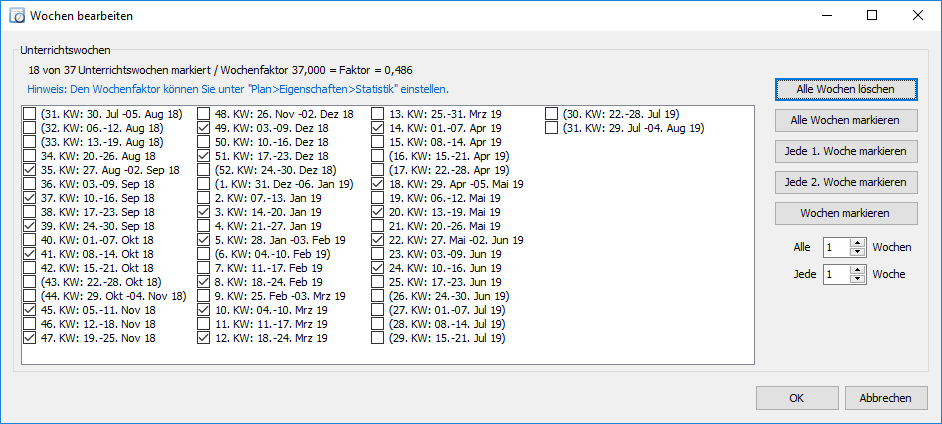 Wochen bearbeiten
Unterrichtswochen
18 von 37 Unterrichtswochen markiert / Wochenfaktor 37,000 = Faktor = 0,486
Hinweis: Den Wochenfaktor können Sie unter "Plan>Eigenschaften>Statistik" einstellen.
(31. KW: 30. Jul -05. Aug 18)
(32. KW: 06.-12. Aug 18)
(33. KW: 13.-19. Aug 18)
34. KW: 20.-26. Aug 18
35. KW: 27. Aug -02. Sep 18
36. KW: 03.-09. Sep 18
37. KW: 10.-16. Sep 18
38. KW: 17.-23. Sep 18
39. KW: 24.-30. Sep 18
40. KW: 01.-07. Okt 18
41. KW: 08.-14. Okt 18
42. KW: 15.-21. Okt 18
(43. KW: 22.-28. Okt 18)
(44. KW: 29. Okt -04. Nov 18)
45. KW: 05.-11. Nov 18
46. KW: 12.-18. Nov 18
47. KW: 19.-25. Nov 18
48. KW: 26. Nov -02. Dez 18
49. KW: 03.-09. Dez 18
50. KW: 10.-16. Dez 18
51. KW: 17.-23. Dez 18
(52. KW: 24.-30. Dez 18)
(1. KW: 31. Dez -06. Jan 19)
2. KW: 07.-13. Jan 19
3. KW: 14.-20. Jan 19
4. KW: 21.-27. Jan 19
5. KW: 28. Jan -03. Feb 19
(6. KW: 04.-10. Feb 19)
7. KW: 11.-17. Feb 19
8. KW: 18.-24. Feb 19
9. KW: 25. Feb -03. Mrz 19
10. KW: 04.-10. Mrz 19
11. KW: 11.-17. Mrz 19
12. KW: 18.-24. Mrz 19
13. KW: 25.-31. Mrz 19
14. KW: 01.-07. Apr 19
15. KW: 08.-14. Apr 19
(16. KW: 15.-21. Apr 19)
(17. KW: 22.-28. Apr 19)
18. KW: 29. Apr -05. Mai 19
19. KW: 06.-12. Mai 19
20. KW: 13.-19. Mai 19
21. KW: 20.-26. Mai 19
22. KW: 27. Mai -02. Jun 19
23. KW: 03.-09. Jun 19
24. KW: 10.-16. Jun 19
25. KW: 17.-23. Jun 19
(26. KW: 24.-30. Jun 19)
(27. KW: 01.-07. Jul 19)
(28. KW: 08.-14. Jul 19)
(29. KW: 15.-21. Jul 19)
(30. KW: 22.-28. Jul 19)
(31. KW: 29. Jul -04. Aug 19)
Alle Wochen löschen
Alle Wochen markieren
Jede 1. Woche markieren
Jede 2. Woche markieren
Wochen markieren
Alle 1 Wochen
Jede 1 Woche
OK
Abbrechen